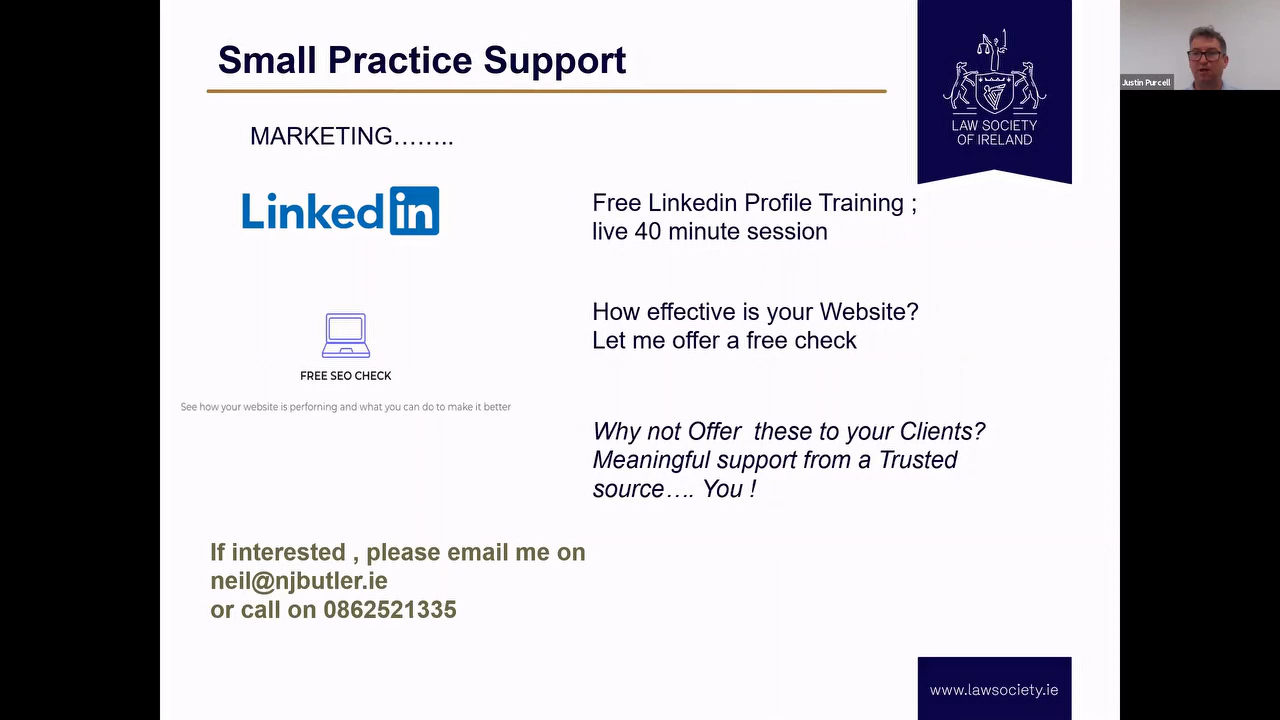 Small Practice Support
MARKETING……..
Linkedin
Free Linkedin Profile Training ;
live 40 minute session
How effective is your Website?
Let me offer a free check
FREE SEO CHECK
See how your website is perforning and what you can do to make it better
Why not Offer these to your Clients?
Meaningful support from a Trusted
source…. You !
If interested , please email me on
neil@njbutler.ie
or call on 0862521335
LAW SOCIETY
OF IRELAND
www.lawsociety.ie
Justin Purcell